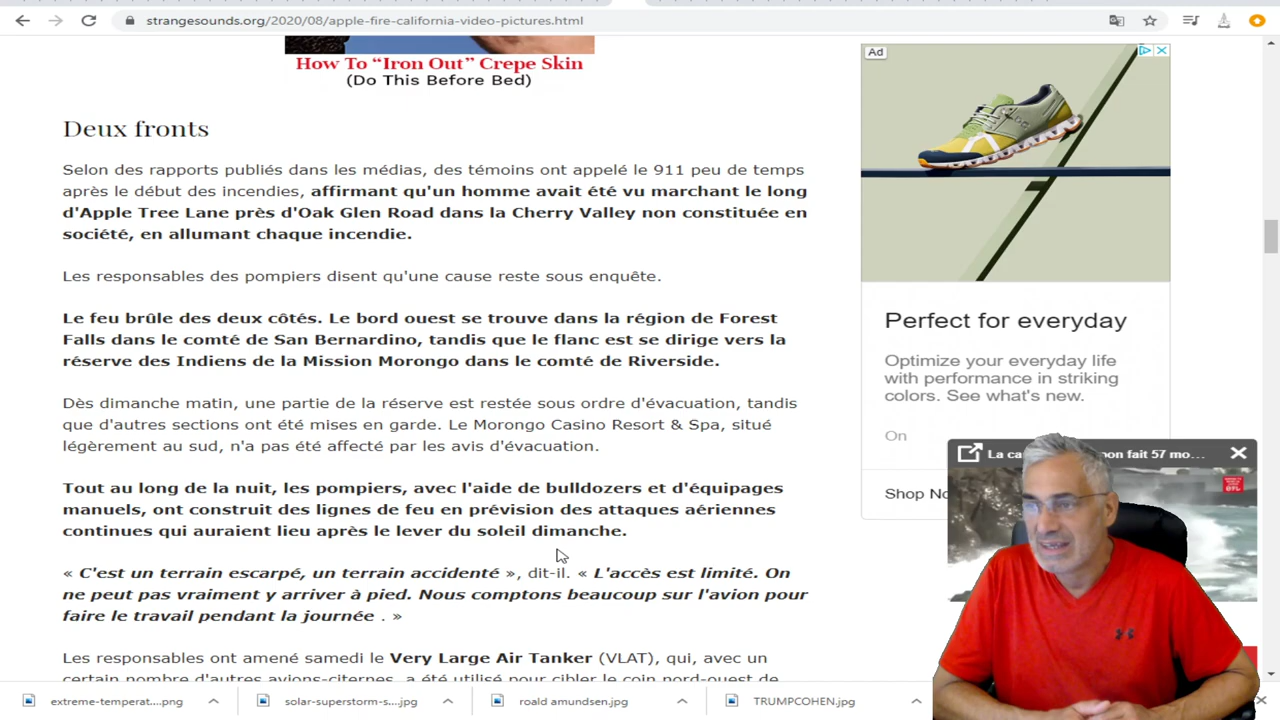 strangesounds.org/2020/08/apple-fire-california-video-pictures.html
How To “Iron Out” Crepe Skin
(Do This Before Bed)
Deux fronts
Selon des rapports publiés dans les médias, des témoins ont appelé le 911 peu de temps
après le début des incendies, affirmant qu'un homme avait été vu marchant le long
d'Apple Tree Lane près d'Oak Glen Road dans la Cherry Valley non constituée en
société, en allumant chaque incendie.
Les responsables des pompiers disent qu'une cause reste sous enquête.
Le feu brûle des deux côtés. Le bord ouest se trouve dans la région de Forest
Falls dans le comté de San Bernardino, tandis que le flanc est se dirige vers la
réserve des Indiens de la Mission Morongo dans le comté de Riverside.
Dès dimanche matin, une partie de la réserve est restée sous ordre d'évacuation, tandis
que d'autres sections ont été mises en garde. Le Morongo Casino Resort & Spa, situé
légèrement au sud, n'a pas été affecté par les avis d'évacuation.
Tout au long de la nuit, les pompiers, avec l'aide de bulldozers et d'équipages
manuels, ont construit des lignes de feu en prévision des attaques aériennes
continues qui auraient lieu après le lever du soleil dimanche.
« C'est un terrain escarpé, un terrain accidenté », dit-il. « L'accès est limité. On
ne peut pas vraiment y arriver à pied. Nous comptons beaucoup sur l'avion pour
faire le travail pendant la journée . »
Les responsables ont amené samedi le Very Large Air Tanker (VLAT), qui, avec un
certain nombre d'autres avions-citernes, a été utilisé pour cibler le coin nord-ouest de
Ad
Perfect for everyday
Optimize your everyday life
with performance in striking
colors. See what's new.
On
Shop
La pon fait 57 mo...
extreme-temperat....png
solar-superstorm-s....jpg
roald amundsen.jpg
TRUMPCOHEN.jpg